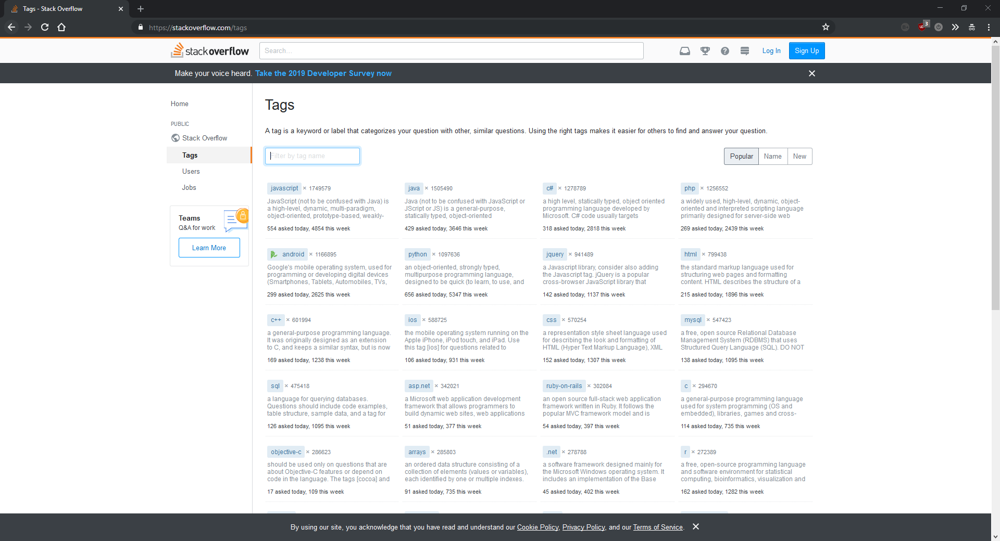 Tags - Stack Overflow
https://stackoverflow.com/tags
3
stackoverflow
Search...
Log In
Sign Up
Make your voice heard. Take the 2019 Developer Survey now
Home
PUBLIC
Stack Overflow
Tags
Users
Jobs
Teams
Q&A for work
Learn More
Tags
A tag is a keyword or label that categorizes your question with other, similar questions. Using the right tags makes it easier for others to find and answer your question.
Filter by tag name
Popular Name New
javascript × 1749579
JavaScript (not to be confused with Java) is
a high-level, dynamic, multi-paradigm,
object-oriented, prototype-based, weakly-
554 asked today, 4854 this week
java × 1505490
Java (not to be confused with JavaScript or
JScript or JS) is a general-purpose,
statically typed, object-oriented
429 asked today, 3646 this week
c# × 1278789
a high level, statically typed, object oriented
programming language developed by
Microsoft. C# code usually targets
318 asked today, 2818 this week
php × 1256552
a widely used, high-level, dynamic, object-
oriented and interpreted scripting language
primarily designed for server-side web
269 asked today, 2439 this week
android × 1166895
Google's mobile operating system, used for
programming or developing digital devices
(Smartphones, Tablets, Automobiles, TVs,
299 asked today, 2625 this week
python × 1097636
an object-oriented, strongly typed,
multipurpose programming language,
designed to be quick (to learn, to use, and
656 asked today, 5347 this week
jquery × 941489
a Javascript library, consider also adding
the Javascript tag. jQuery is a popular
cross-browser JavaScript library that
142 asked today, 1137 this week
html × 799438
the standard markup language used for
structuring web pages and formatting
content. HTML describes the structure of a
215 asked today, 1896 this week
c++ × 601994
a general-purpose programming language.
It was originally designed as an extension
to C, and keeps a similar syntax, but is now
169 asked today, 1238 this week
ios × 588725
the mobile operating system running on the
Apple iPhone, iPod touch, and iPad. Use
this tag [ios] for questions related to
106 asked today, 931 this week
css × 570254
a representation style sheet language used
for describing the look and formatting of
HTML (Hyper Text Markup Language), XML
152 asked today, 1307 this week
mysql × 547423
a free, open source Relational Database
Management System (RDBMS) that uses
Structured Query Language (SQL). DO NOT
138 asked today, 1095 this week
sql × 475418
a language for querying databases.
Questions should include code examples,
table structure, sample data, and a tag for
126 asked today, 1095 this week
asp.net × 342021
a Microsoft web application development
framework that allows programmers to
build dynamic web sites, web applications
51 asked today, 377 this week
ruby-on-rails × 302084
an open source full-stack web application
framework written in Ruby. It follows the
popular MVC framework model and is
54 asked today, 397 this week
c × 294670
a general-purpose programming language
used for system programming (OS and
embedded), libraries, games and cross-
114 asked today, 735 this week
objective-c × 286623
should be used only on questions that are
about Objective-C features or depend on
code in the language. The tags [cocoa] and
17 asked today, 109 this week
arrays × 285803
an ordered data structure consisting of a
collection of elements (values or variables),
each identified by one or multiple indexes.
91 asked today, 735 this week
.net × 278788
a software framework designed mainly for
the Microsoft Windows operating system. It
includes an implementation of the Base
45 asked today, 402 this week
r × 272389
a free, open-source programming language
and software environment for statistical
computing, bioinformatics, visualization and
162 asked today, 1282 this week
By using our site, you acknowledge that you have read and understand our Cookie Policy, Privacy Policy, and our Terms of Service.